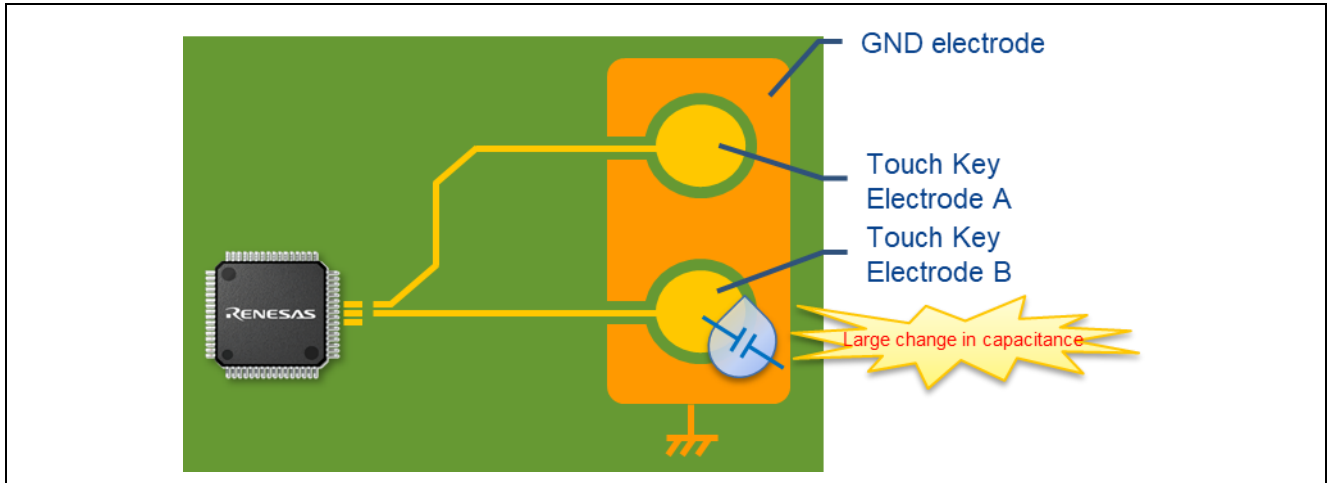 GND electrode
Touch Key
Electrode A
Touch Key
Electrode B
RENESAS
Large change in capacitance